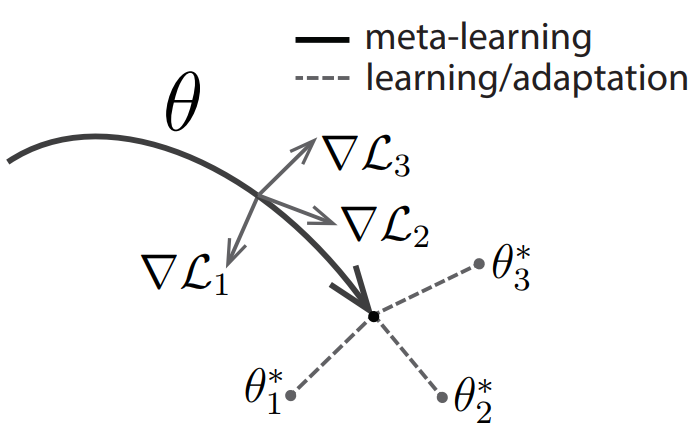 meta-learning
learning/adaptation
θ
∇ℒ₃
∇ℒ₂
∇ℒ₁
θ₃*
θ₁*
θ₂*